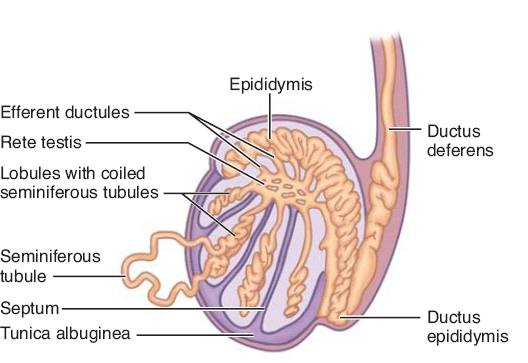 Epididymis
Efferent ductules
Rete testis
Lobules with coiled
seminiferous tubules
Seminiferous
tubule
Septum
Tunica albuginea
Ductus
deferens
Ductus
epididymis